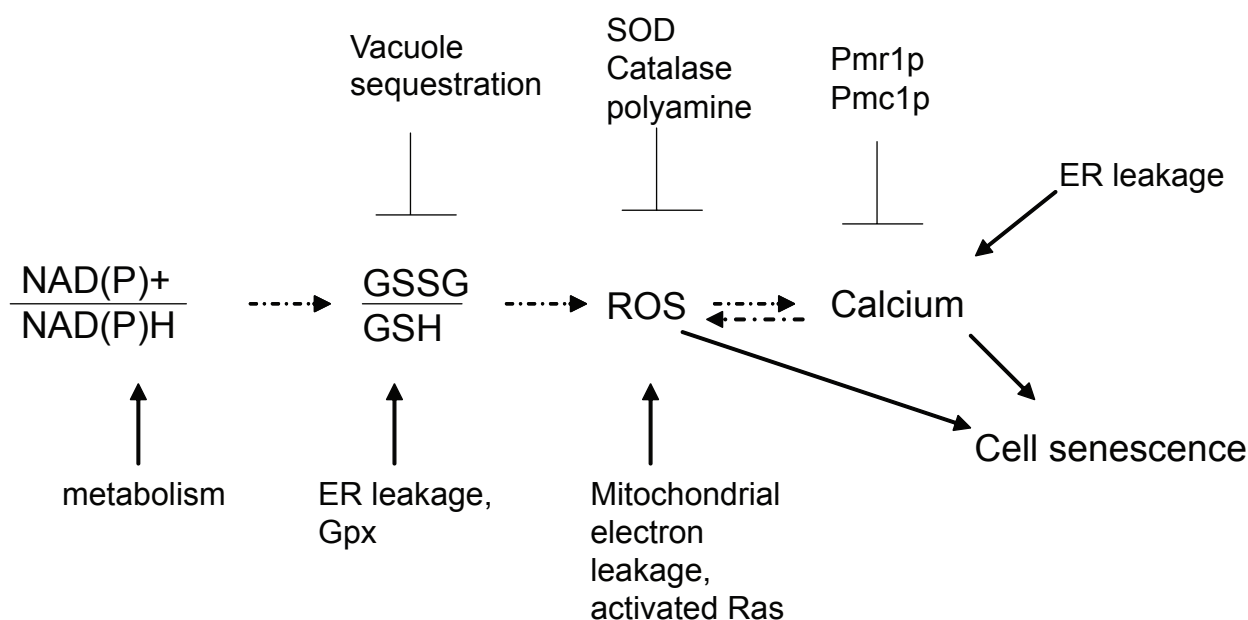 Vacuole
sequestration
SOD
Catalase
polyamine
Pmr1p
Pmc1p
ER leakage
NAD(P)+
NAD(P)H
GSSG
GSH
ROS
Calcium
Cell senescence
metabolism
ER leakage,
Gpx
Mitochondrial
electron
leakage,
activated Ras